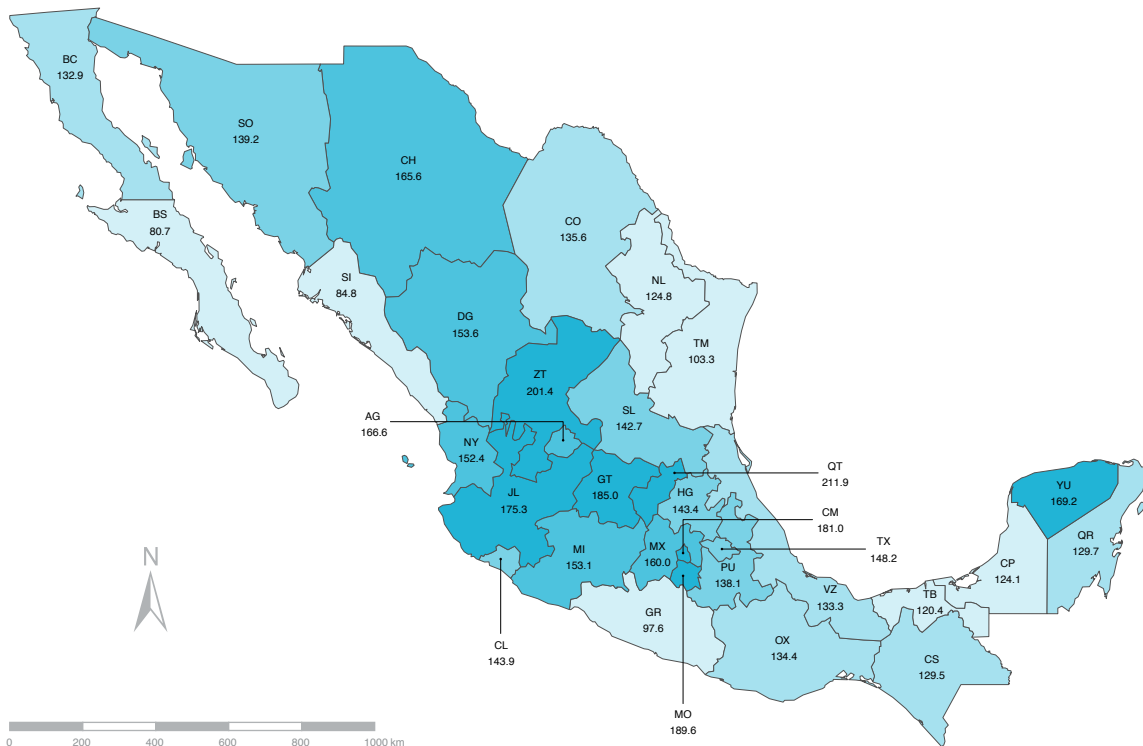 BC
132.9
SO
139.2
CH
165.6
BS
80.7
CO
135.6
SI
84.8
NL
124.8
DG
153.6
TM
103.3
ZT
201.4
AG
166.6
SL
142.7
NY
152.4
QT
211.9
GT
185.0
JL
175.3
HG
143.4
YU
169.2
CM
181.0
QR
129.7
TX
148.2
MI
153.1
MX
160.0
PU
138.1
CP
124.1
VZ
133.3
TB
120.4
GR
97.6
OX
134.4
CS
129.5
CL
143.9
MO
189.6
N
0 200 400 600 800 1000 km